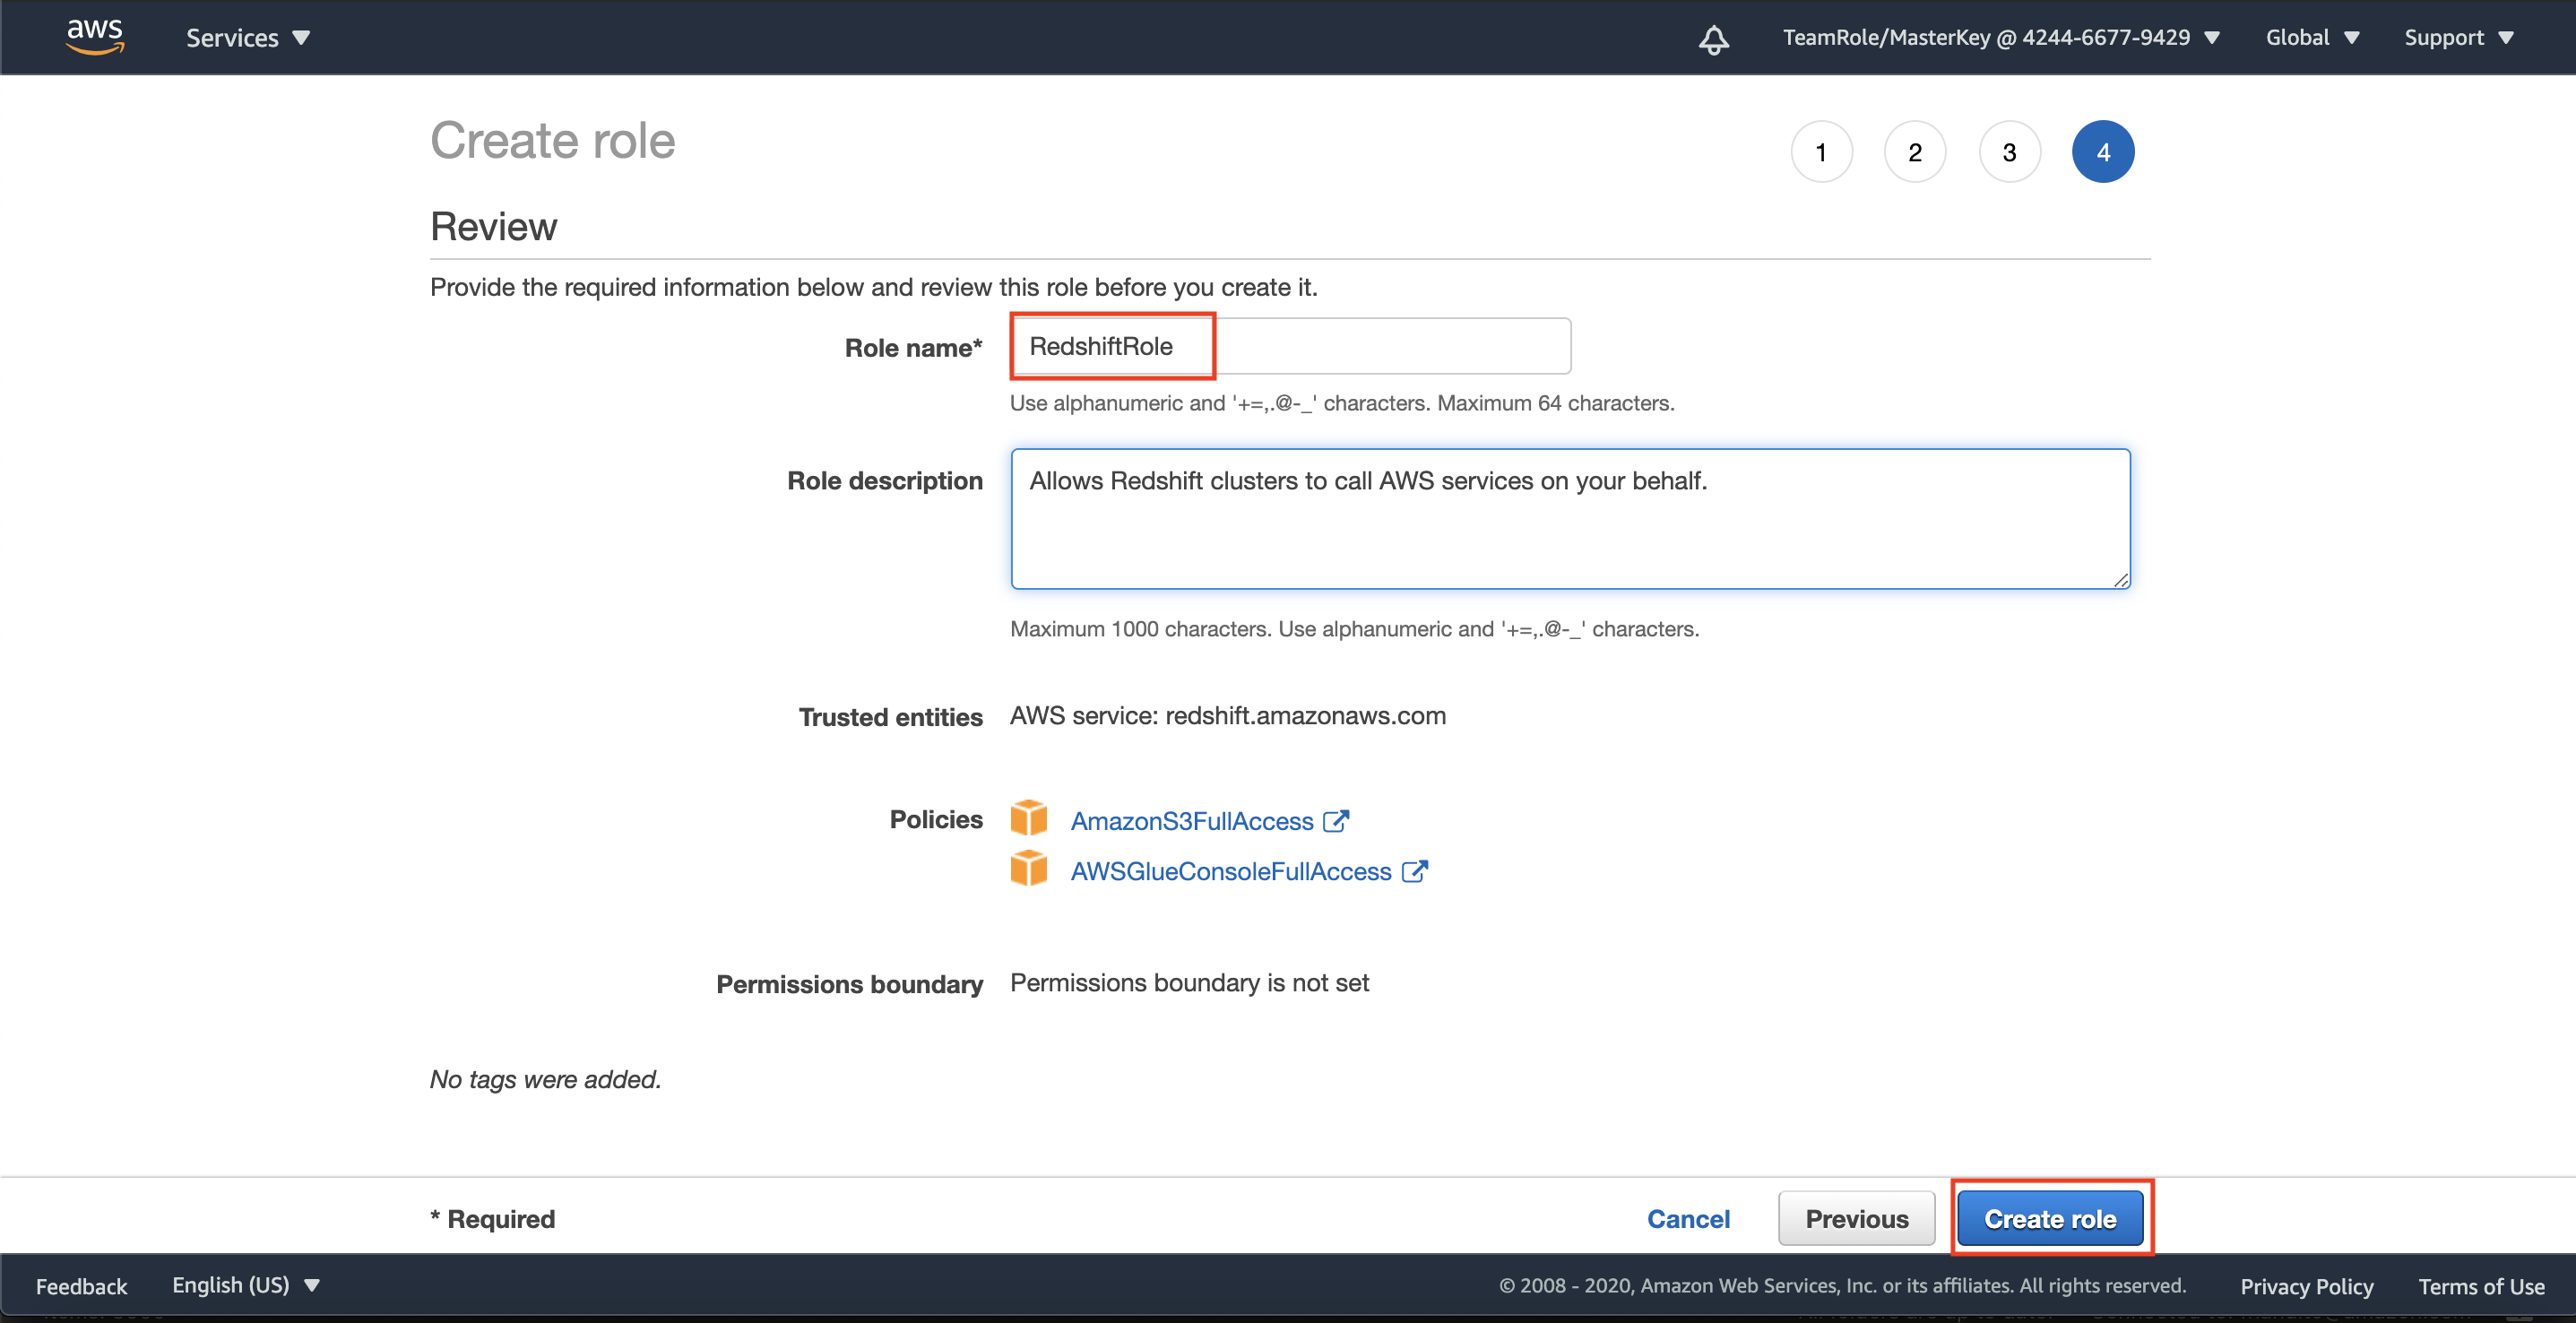 aws Services TeamRole/MasterKey @ 4244-6677-9429 Global Support
Create role
1 2 3 4
Review
Provide the required information below and review this role before you create it.
Role name* RedshiftRole
Use alphanumeric and '+=,.@-_' characters. Maximum 64 characters.
Role description Allows Redshift clusters to call AWS services on your behalf.
Maximum 1000 characters. Use alphanumeric and '+=,.@-_' characters.
Trusted entities AWS service: redshift.amazonaws.com
Policies AmazonS3FullAccess
AWSGlueConsoleFullAccess
Permissions boundary Permissions boundary is not set
No tags were added.
* Required Cancel Previous Create role
Feedback English (US) © 2008 - 2020, Amazon Web Services, Inc. or its affiliates. All rights reserved. Privacy Policy Terms of Use